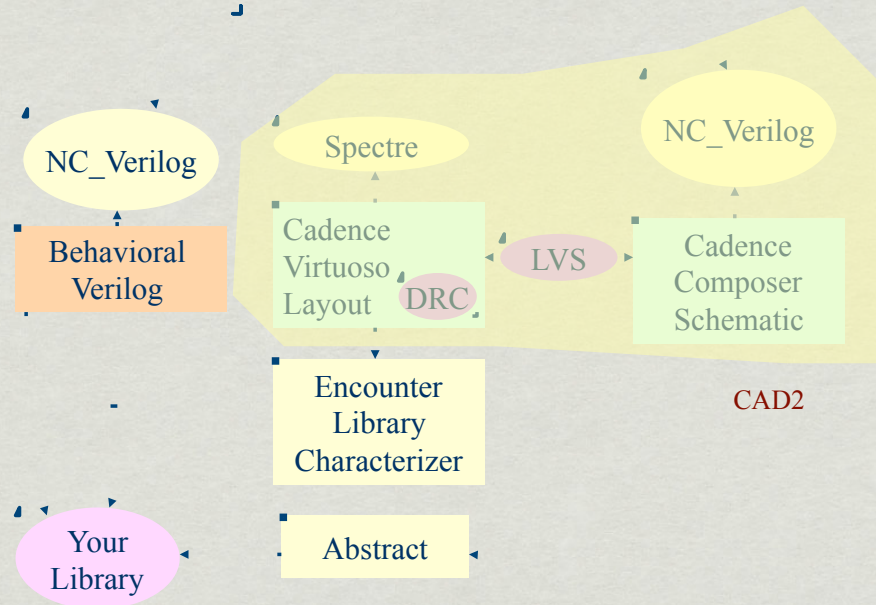 NC_Verilog
Behavioral
Verilog
Spectre
Cadence
Virtuoso
Layout
DRC
LVS
NC_Verilog
Cadence
Composer
Schematic
CAD2
Encounter
Library
Characterizer
Your
Library
Abstract